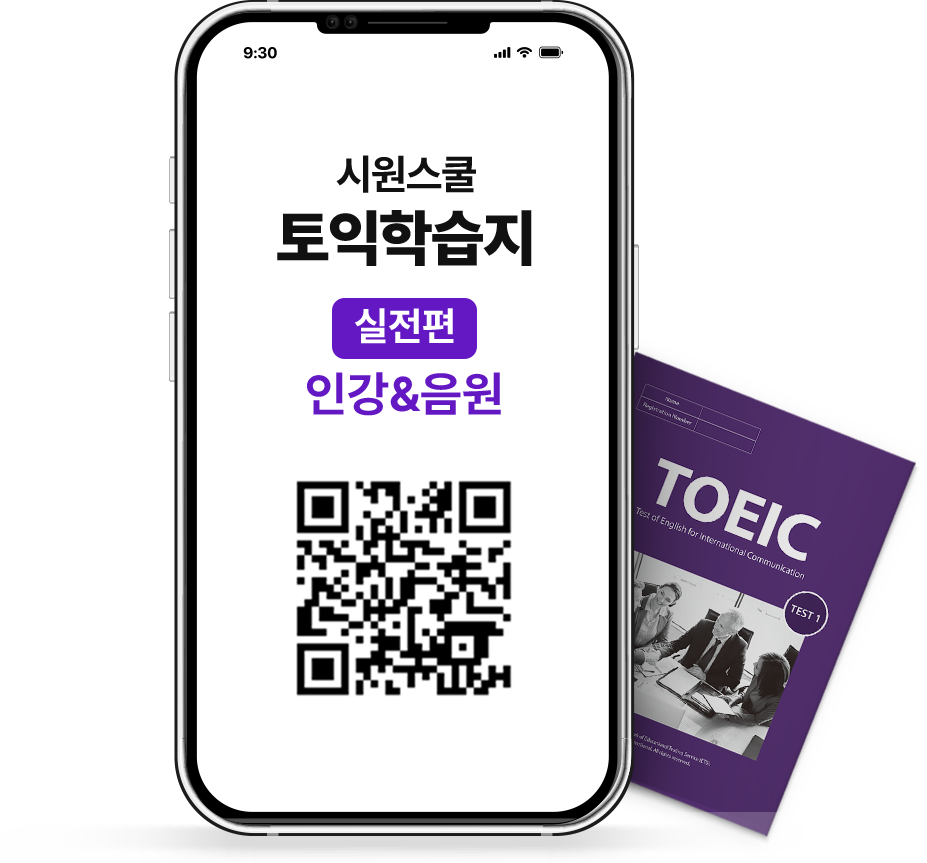 9:30
시원스쿨
토익학습지
실전편
인강&음원
Name
Registration Number
TOEIC
Test of English for International Communication
TEST 1
of Educational Testing Service (ETS)
All rights reserved.